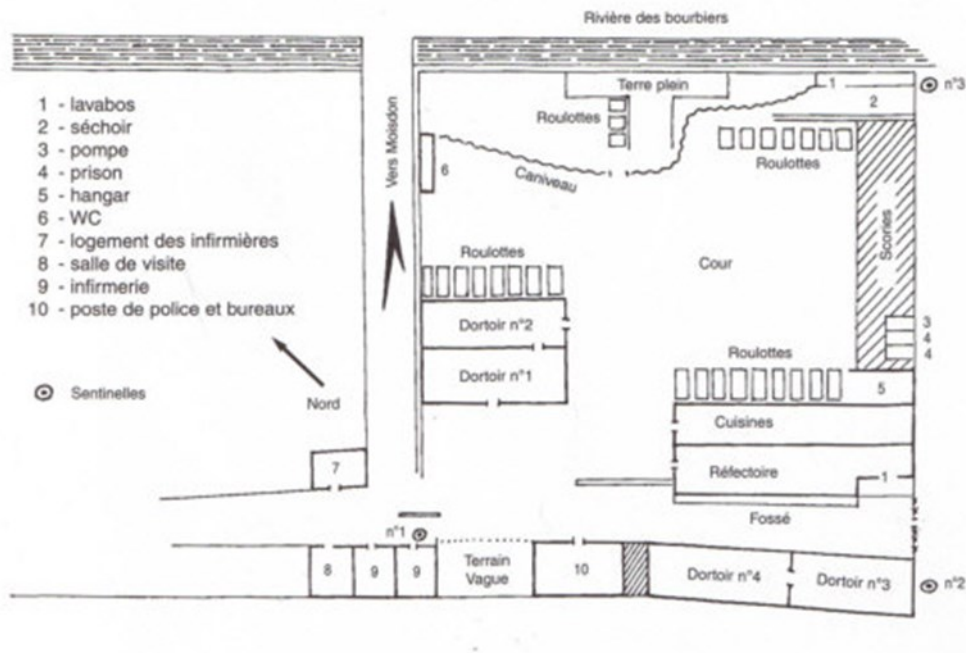 Rivière des bourbiers
1 - lavabos
2 - séchoir
3 - pompe
4 - prison
5 - hangar
6 - WC
7 - logement des infirmières
8 - salle de visite
9 - infirmerie
10 - poste de police et bureaux
Sentinelles
Nord
Vers Moisdon
Terre plein
1
n°3
2
Roulottes
Roulottes
6
Caniveau
Scories
Roulottes
Cour
Dortoir n°2
3
4
4
Dortoir n°1
Roulottes
5
Cuisines
7
Réfectoire
1
Fossé
n°1
8
9
9
Terrain
Vague
10
Dortoir n°4
Dortoir n°3
n°2